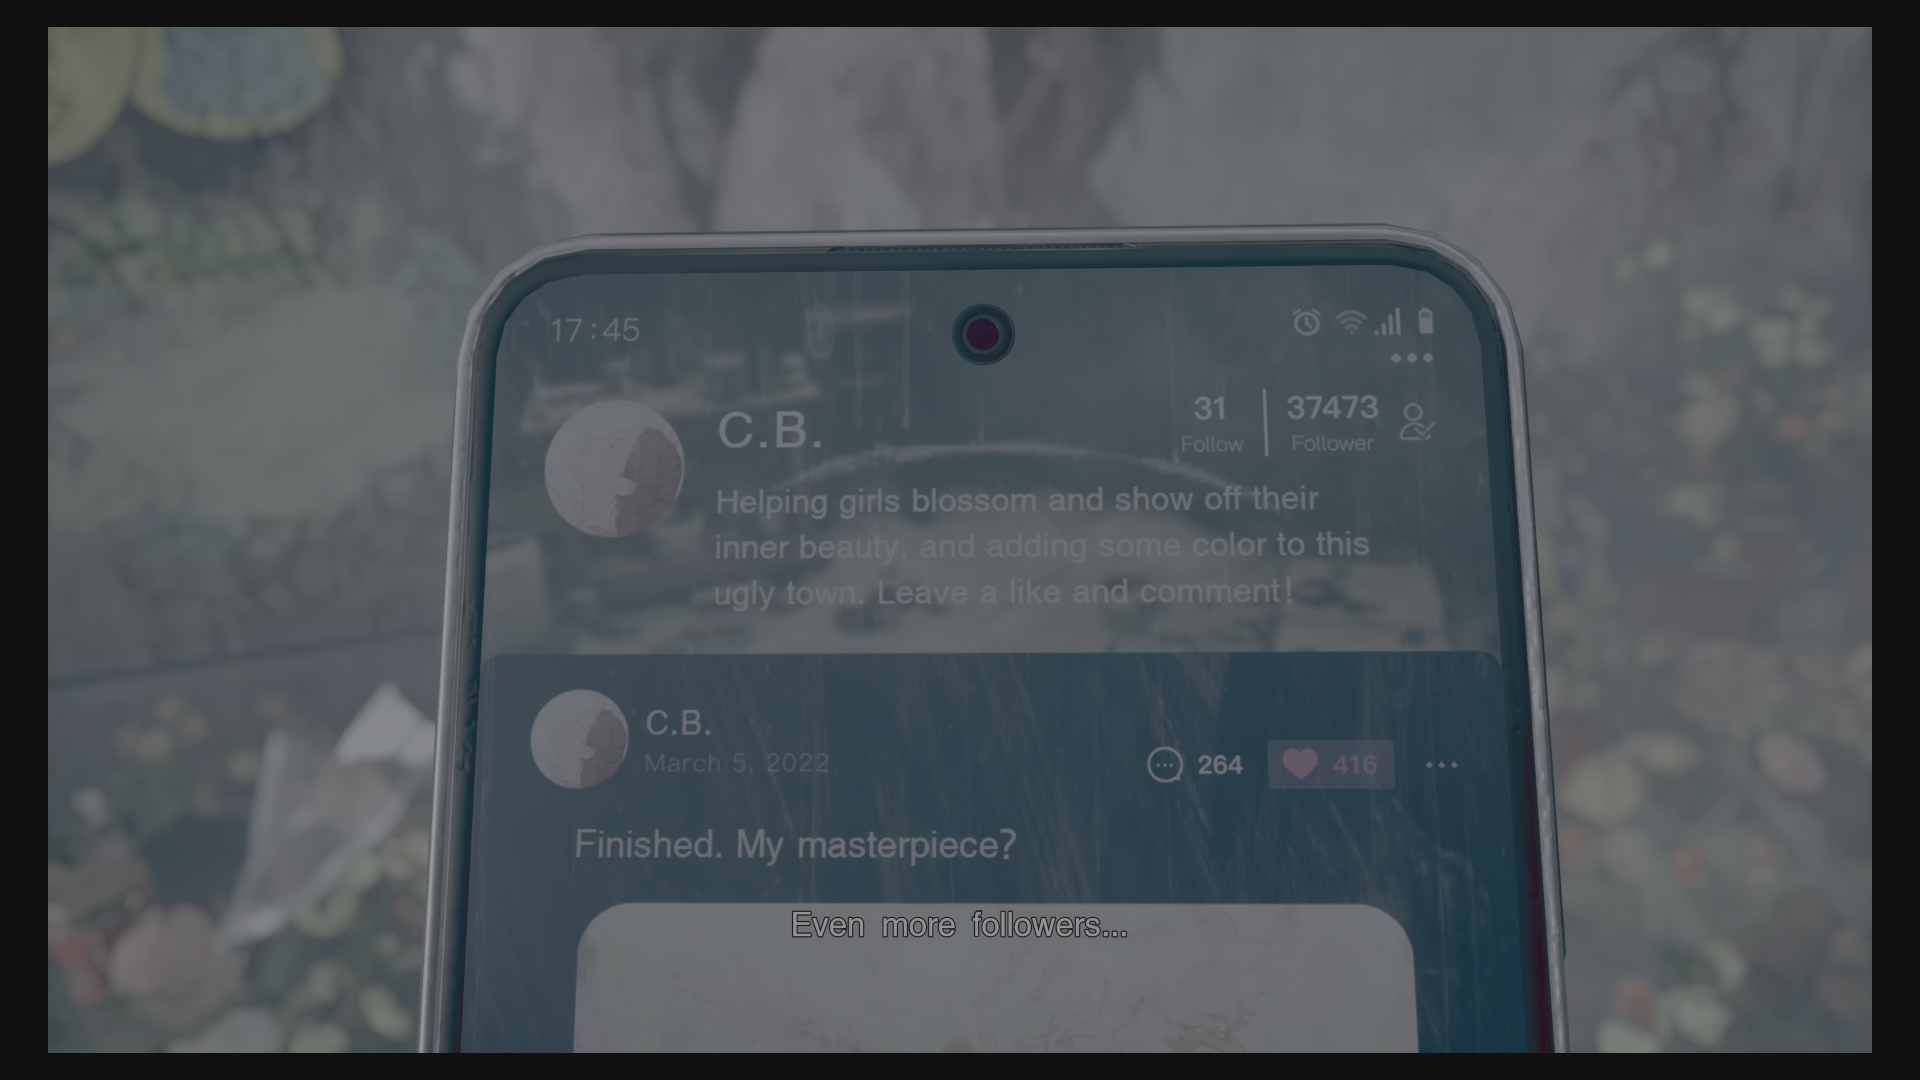 17:45
C.B.
31
37473
Follow
Follower
Helping girls blossom and show off their
inner beauty, and adding some color to this
ugly town. Leave a like and comment!
C.B.
March 5, 2022
264
416
Finished. My masterpiece?
Even more followers...